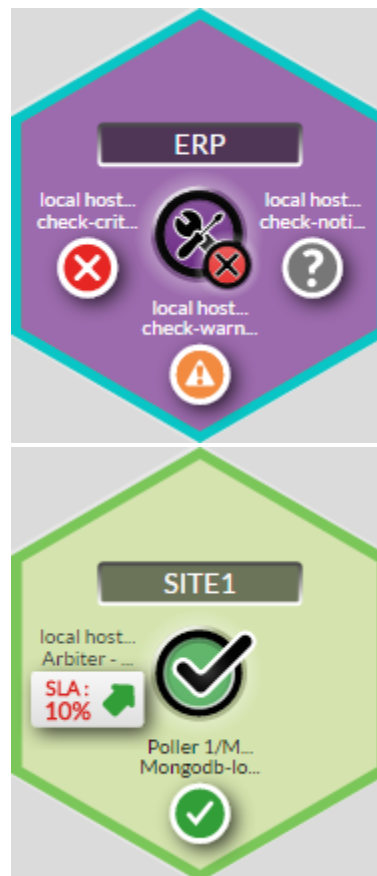 ERP
local host...
check-crit...
local host...
check-noti...
local host...
check-warn...
SITE1
local host...
Arbiter - ...
SLA :
10%
Poller 1/M...
Mongodb-lo...